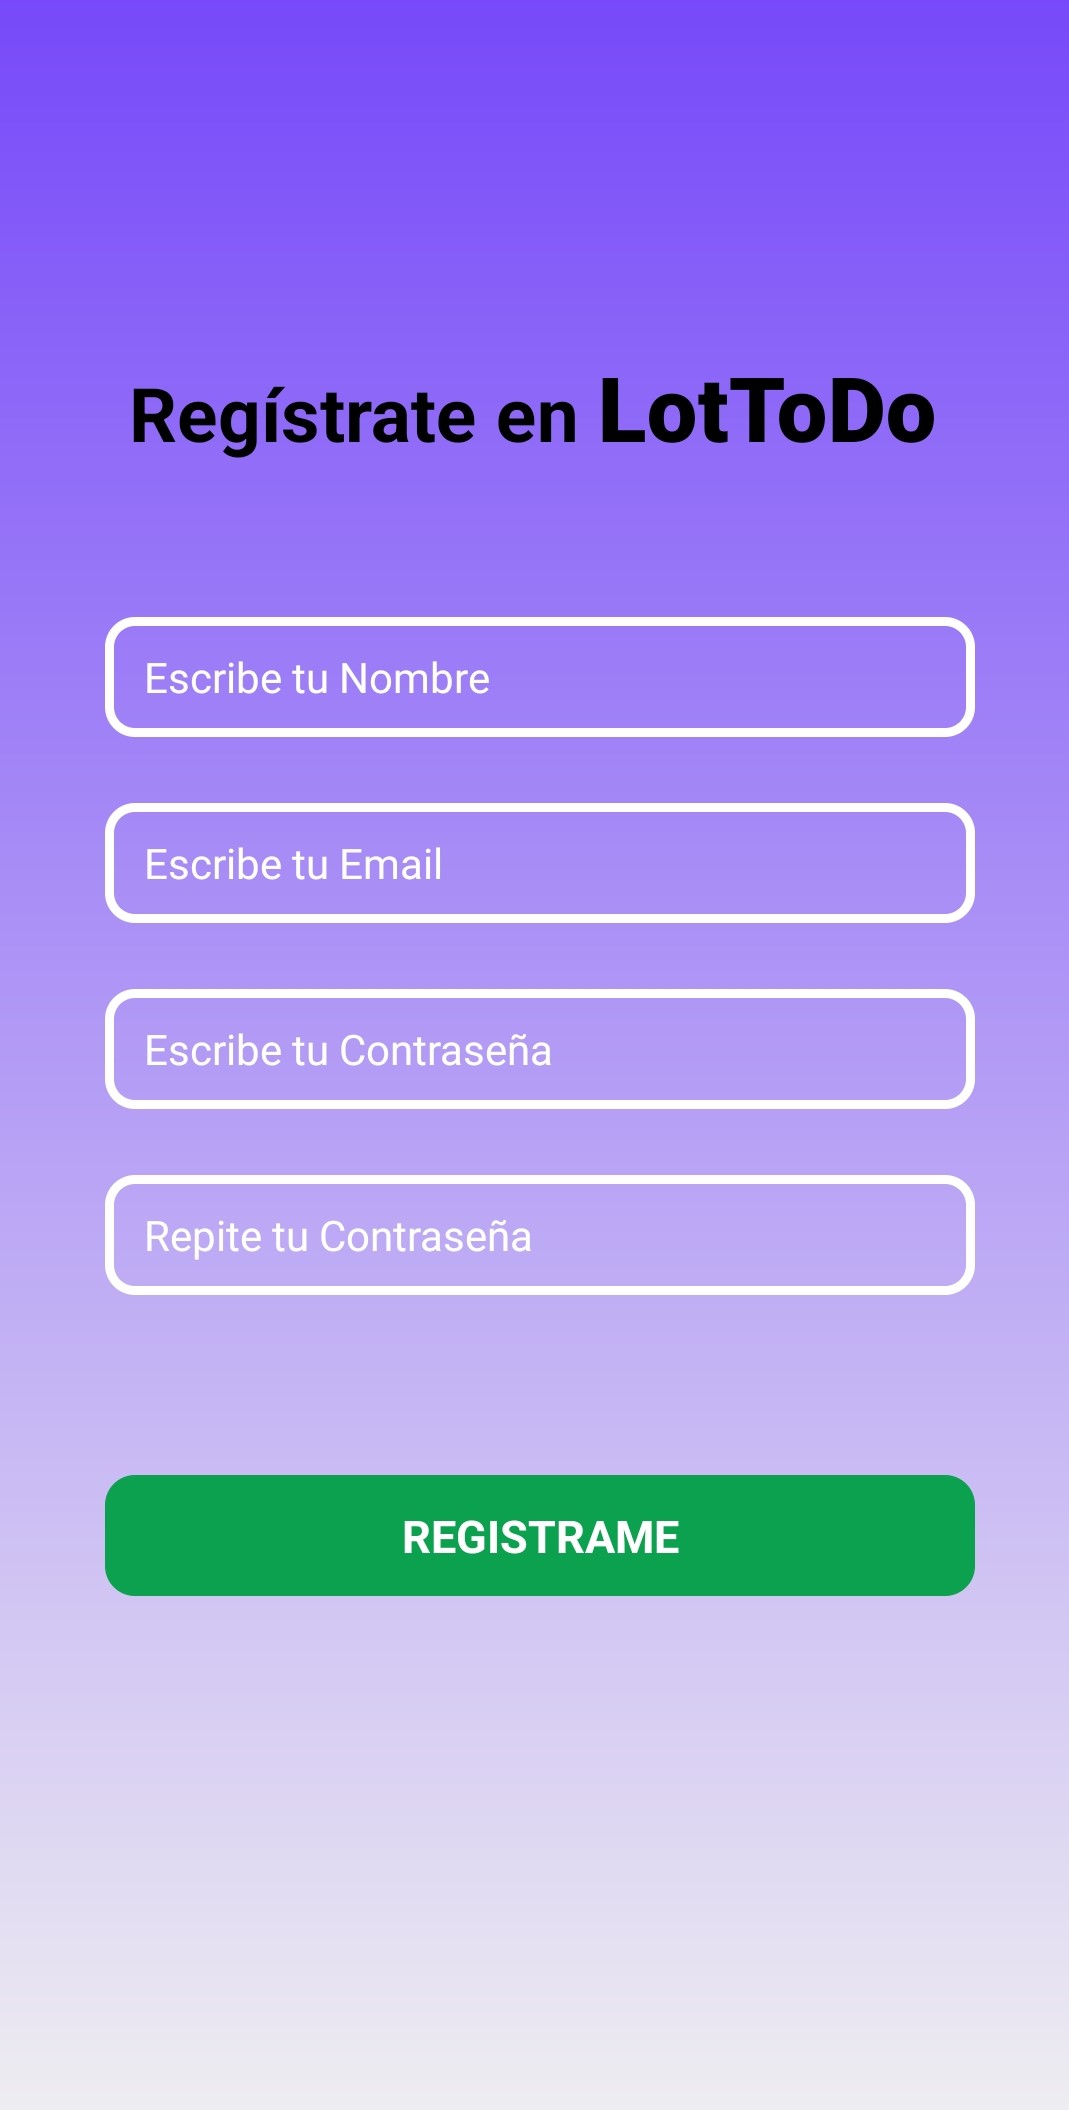 Regístrate en LotToDo
Escribe tu Nombre
Escribe tu Email
Escribe tu Contraseña
Repite tu Contraseña
REGISTRAME